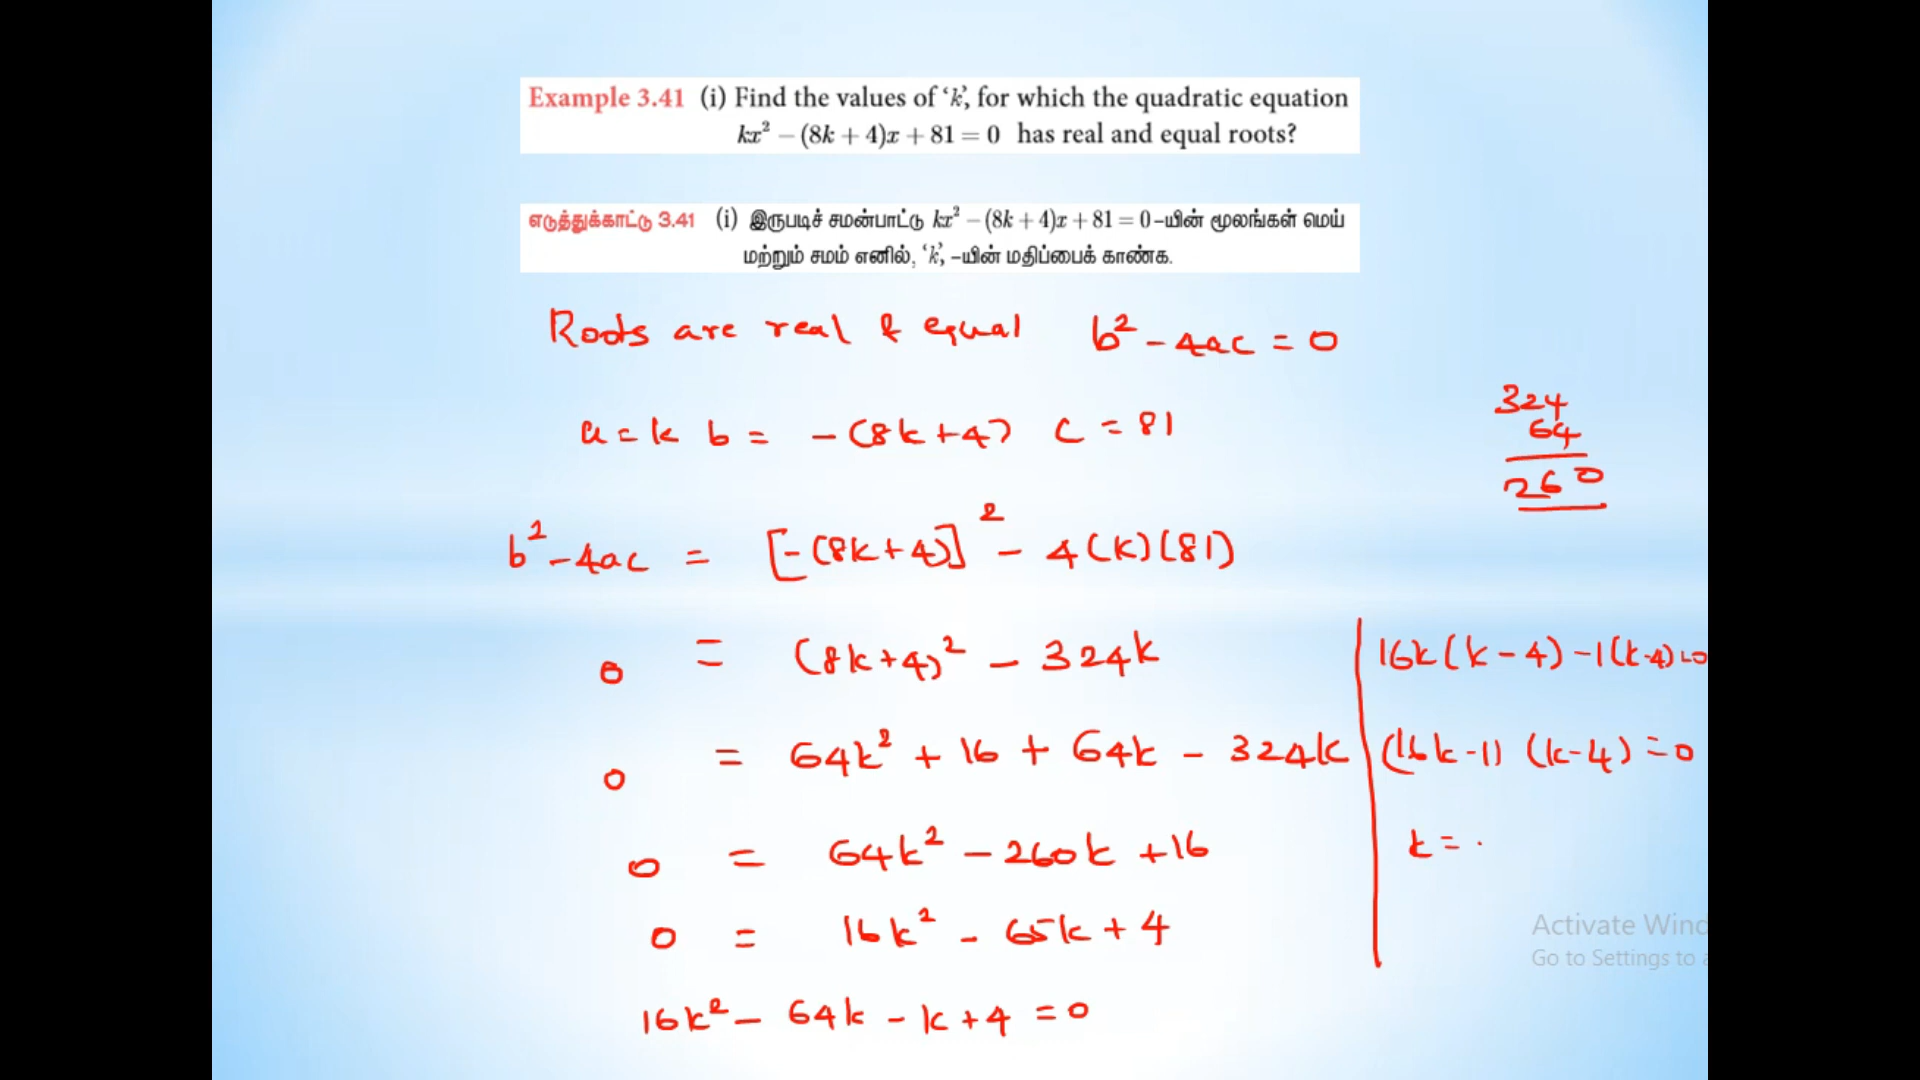 Example 3.41 (i) Find the values of ‘k’, for which the quadratic equation
kx² − (8k + 4)x + 81 = 0 has real and equal roots?
எடுத்துக்காட்டு 3.41 (i) இருபடிச் சமன்பாட்டு kx² − (8k + 4)x + 81 = 0 -யின் மூலங்கள் மெய்
மற்றும் சமம் எனில், ‘k’, -யின் மதிப்பைக் காண்க.
Roots are real & equal b² - 4ac = 0
a = k b = - (8k+4) c = 81
324
64
260
b² - 4ac = [-(8k+4)]² - 4(k)(81)
0 = (8k+4)² - 324k
0 = 64k² + 16 + 64k - 324k
0 = 64k² - 260k + 16
0 = 16k² - 65k + 4
16k² - 64k - k + 4 = 0
16k(k-4) -1(k-4) = 0
(16k-1) (k-4) = 0
k =
Activate Wind
Go to Settings to a